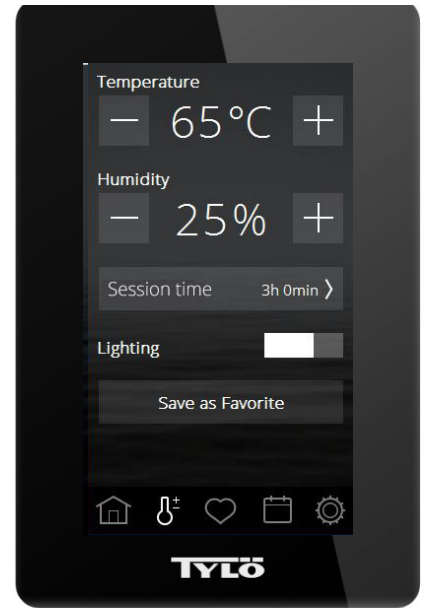 Temperature
— 65°C +
Humidity
— 25% +
Session time 3h 0min ⟩
Lighting
Save as Favorite
TYLÖ